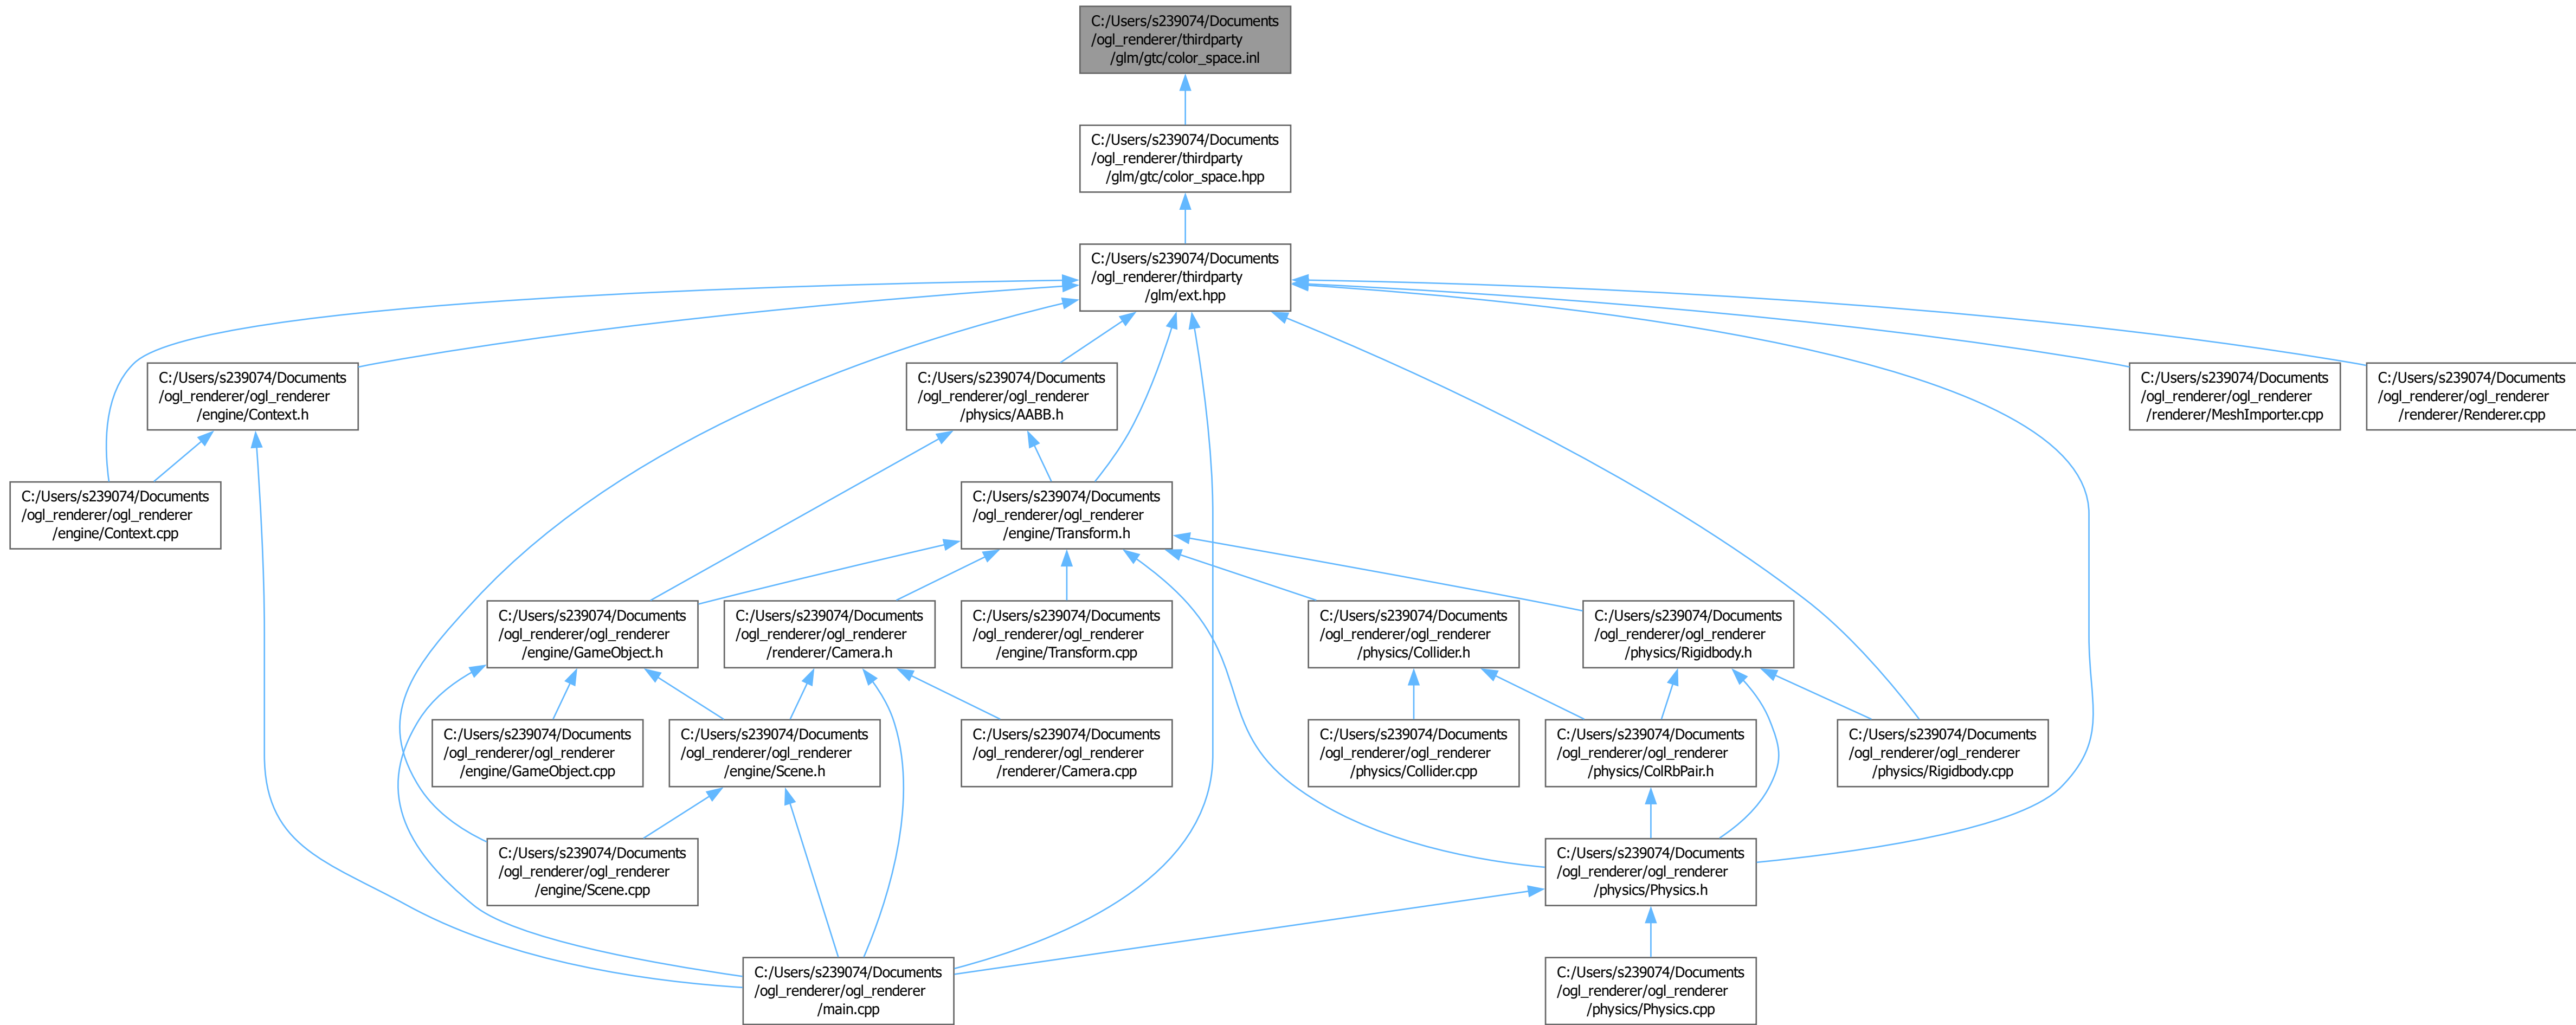 C:/Users/s239074/Documents
/ogl_renderer/thirdparty
/glm/gtc/color_space.inl
C:/Users/s239074/Documents
/ogl_renderer/thirdparty
/glm/gtc/color_space.hpp
C:/Users/s239074/Documents
/ogl_renderer/thirdparty
/glm/ext.hpp
C:/Users/s239074/Documents
/ogl_renderer/ogl_renderer
/engine/Context.h
C:/Users/s239074/Documents
/ogl_renderer/ogl_renderer
/physics/AABB.h
C:/Users/s239074/Documents
/ogl_renderer/ogl_renderer
/renderer/MeshImporter.cpp
C:/Users/s239074/Documents
/ogl_renderer/ogl_renderer
/renderer/Renderer.cpp
C:/Users/s239074/Documents
/ogl_renderer/ogl_renderer
/engine/Context.cpp
C:/Users/s239074/Documents
/ogl_renderer/ogl_renderer
/engine/Transform.h
C:/Users/s239074/Documents
/ogl_renderer/ogl_renderer
/engine/GameObject.h
C:/Users/s239074/Documents
/ogl_renderer/ogl_renderer
/renderer/Camera.h
C:/Users/s239074/Documents
/ogl_renderer/ogl_renderer
/engine/Transform.cpp
C:/Users/s239074/Documents
/ogl_renderer/ogl_renderer
/physics/Collider.h
C:/Users/s239074/Documents
/ogl_renderer/ogl_renderer
/physics/Rigidbody.h
C:/Users/s239074/Documents
/ogl_renderer/ogl_renderer
/engine/GameObject.cpp
C:/Users/s239074/Documents
/ogl_renderer/ogl_renderer
/engine/Scene.h
C:/Users/s239074/Documents
/ogl_renderer/ogl_renderer
/renderer/Camera.cpp
C:/Users/s239074/Documents
/ogl_renderer/ogl_renderer
/physics/Collider.cpp
C:/Users/s239074/Documents
/ogl_renderer/ogl_renderer
/physics/ColRbPair.h
C:/Users/s239074/Documents
/ogl_renderer/ogl_renderer
/physics/Rigidbody.cpp
C:/Users/s239074/Documents
/ogl_renderer/ogl_renderer
/engine/Scene.cpp
C:/Users/s239074/Documents
/ogl_renderer/ogl_renderer
/physics/Physics.h
C:/Users/s239074/Documents
/ogl_renderer/ogl_renderer
/main.cpp
C:/Users/s239074/Documents
/ogl_renderer/ogl_renderer
/physics/Physics.cpp